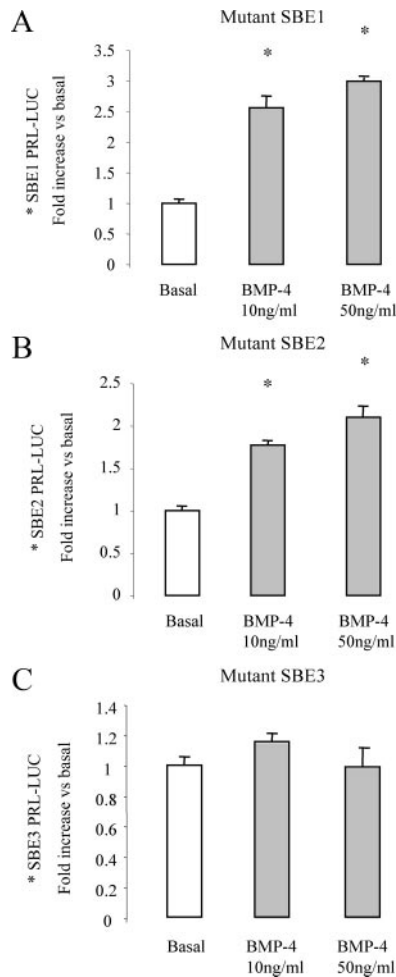 A
Mutant SBE1
* SBE1 PRL-LUC
Fold increase vs basal
3.5
3
2.5
2
1.5
1
0.5
0
*
*
Basal
BMP-4
10ng/ml
BMP-4
50ng/ml
B
Mutant SBE2
* SBE2 PRL-LUC
Fold increase vs basal
2.5
2
1.5
1
0.5
0
*
*
Basal
BMP-4
10ng/ml
BMP-4
50ng/ml
C
Mutant SBE3
* SBE3 PRL-LUC
Fold increase vs basal
1.4
1.2
1
0.8
0.6
0.4
0.2
0
Basal
BMP-4
10ng/ml
BMP-4
50ng/ml